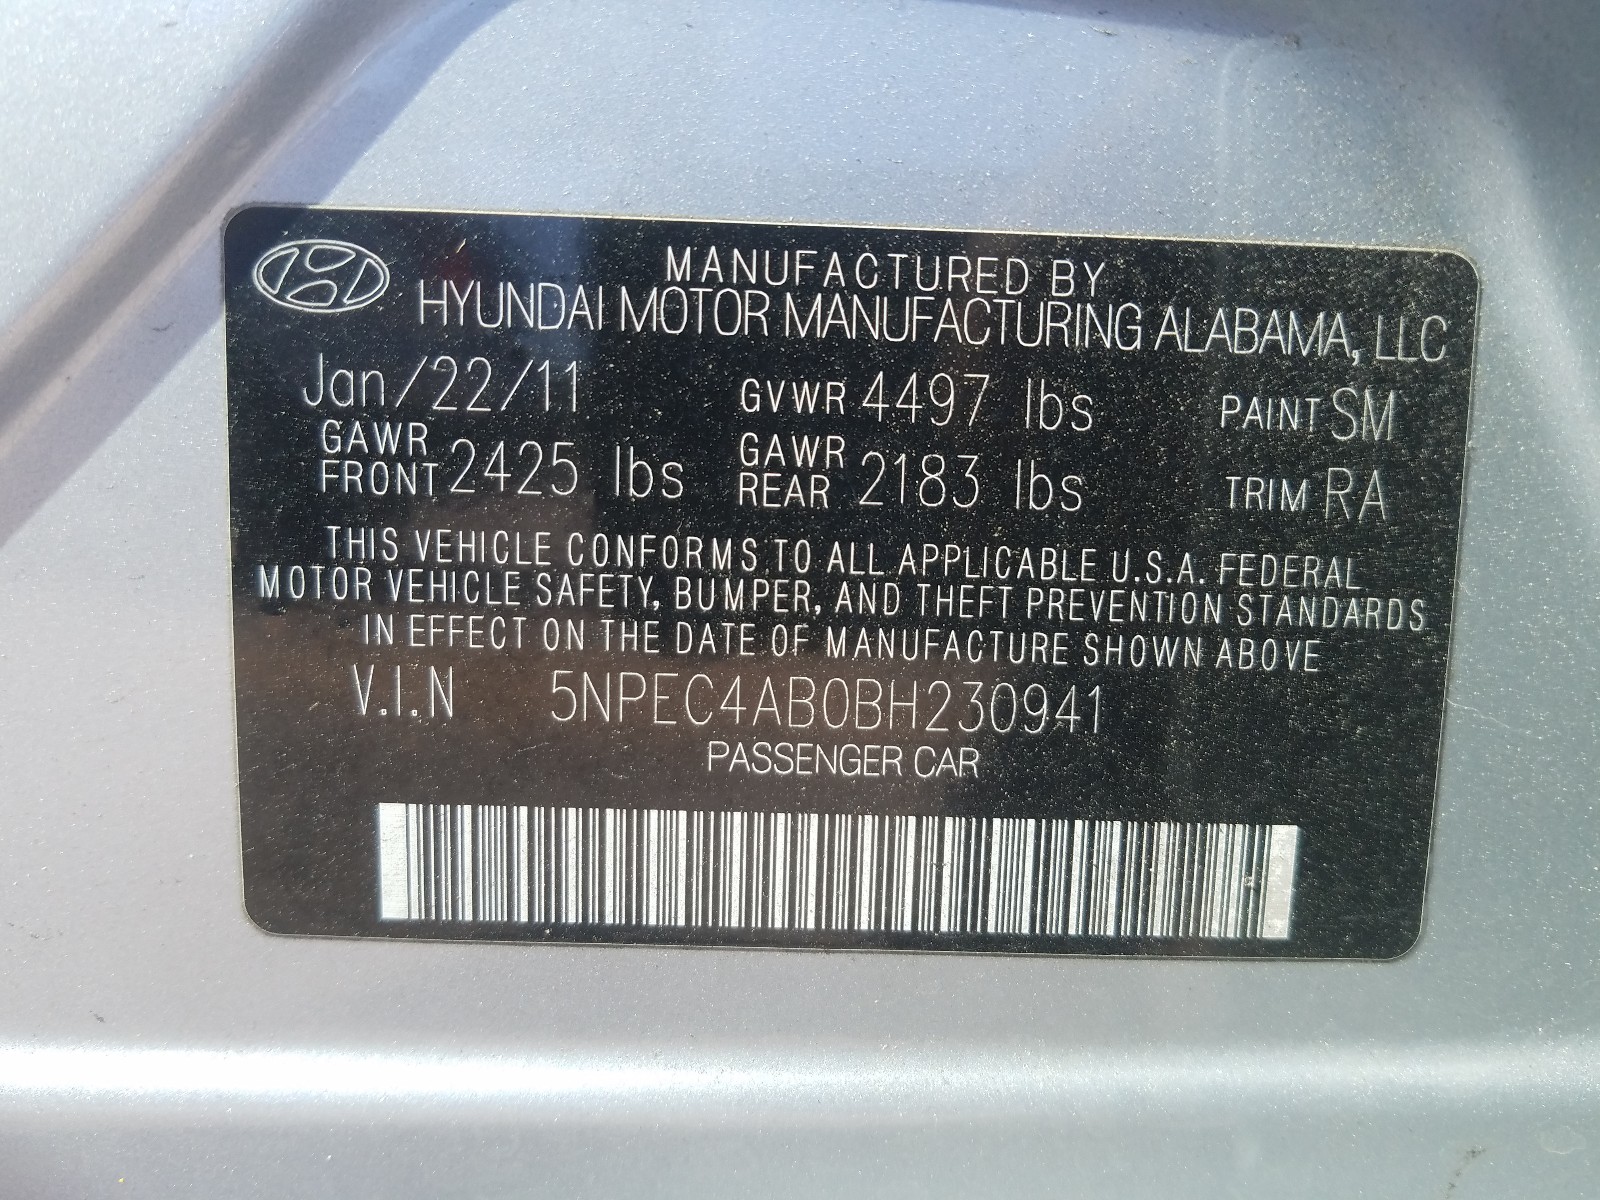 MANUFACTURED BY
HYUNDAI MOTOR MANUFACTURING ALABAMA, LLC
Jan/22/11 GVWR 4497 lbs PAINT SM
GAWR FRONT 2425 lbs GAWR REAR 2183 lbs TRIM RA
THIS VEHICLE CONFORMS TO ALL APPLICABLE U.S.A. FEDERAL
MOTOR VEHICLE SAFETY, BUMPER, AND THEFT PREVENTION STANDARDS
IN EFFECT ON THE DATE OF MANUFACTURE SHOWN ABOVE
V.I.N 5NPEC4AB0BH230941
PASSENGER CAR